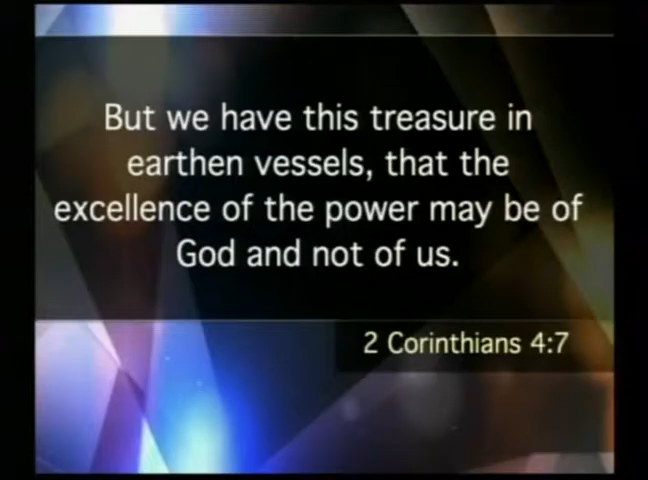 But we have this treasure in
earthen vessels, that the
excellence of the power may be of
God and not of us.
2 Corinthians 4:7